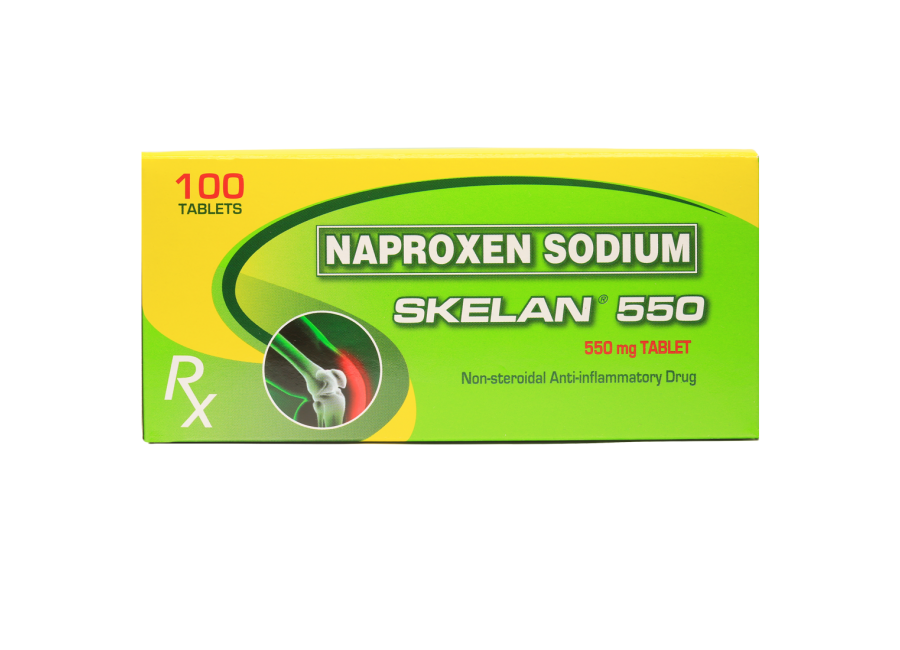 100
TABLETS
NAPROXEN SODIUM
SKELAN® 550
550 mg TABLET
Non-steroidal Anti-inflammatory Drug
Rx